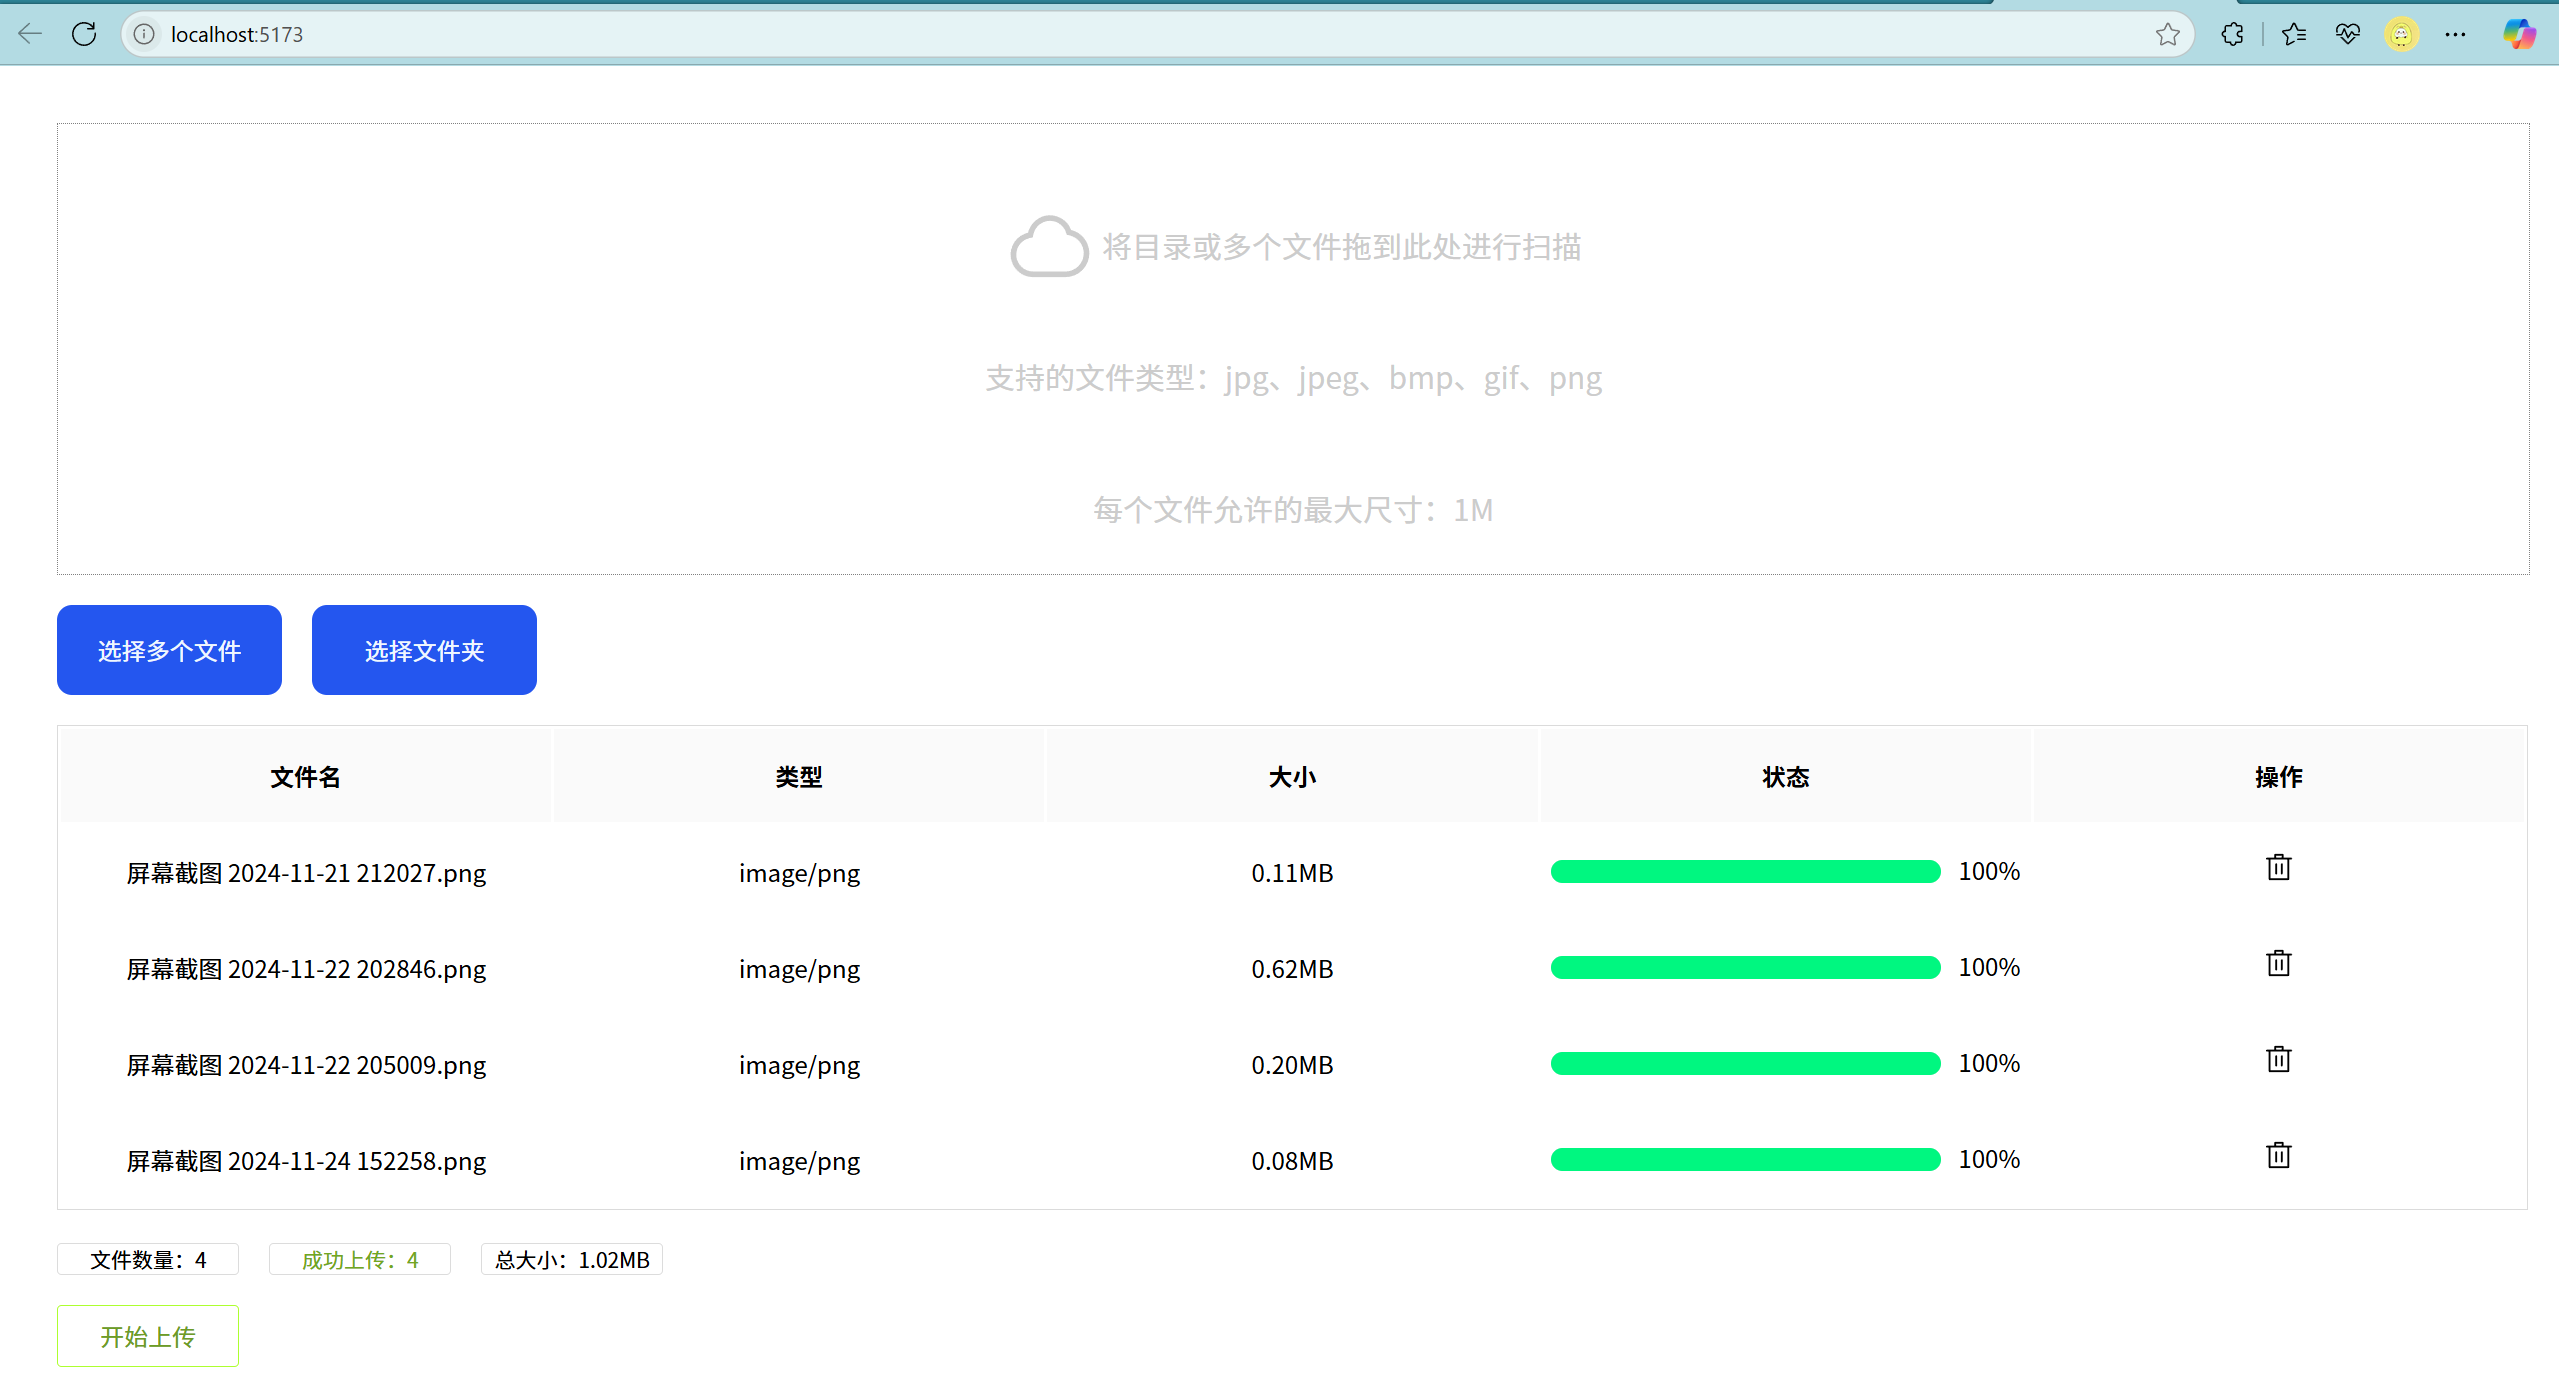 localhost:5173
将目录或多个文件拖到此处进行扫描
支持的文件类型：jpg、jpeg、bmp、gif、png
每个文件允许的最大尺寸：1M
选择多个文件 选择文件夹
文件名 类型 大小 状态 操作
屏幕截图 2024-11-21 212027.png image/png 0.11MB 100%
屏幕截图 2024-11-22 202846.png image/png 0.62MB 100%
屏幕截图 2024-11-22 205009.png image/png 0.20MB 100%
屏幕截图 2024-11-24 152258.png image/png 0.08MB 100%
文件数量：4 成功上传：4 总大小：1.02MB
开始上传